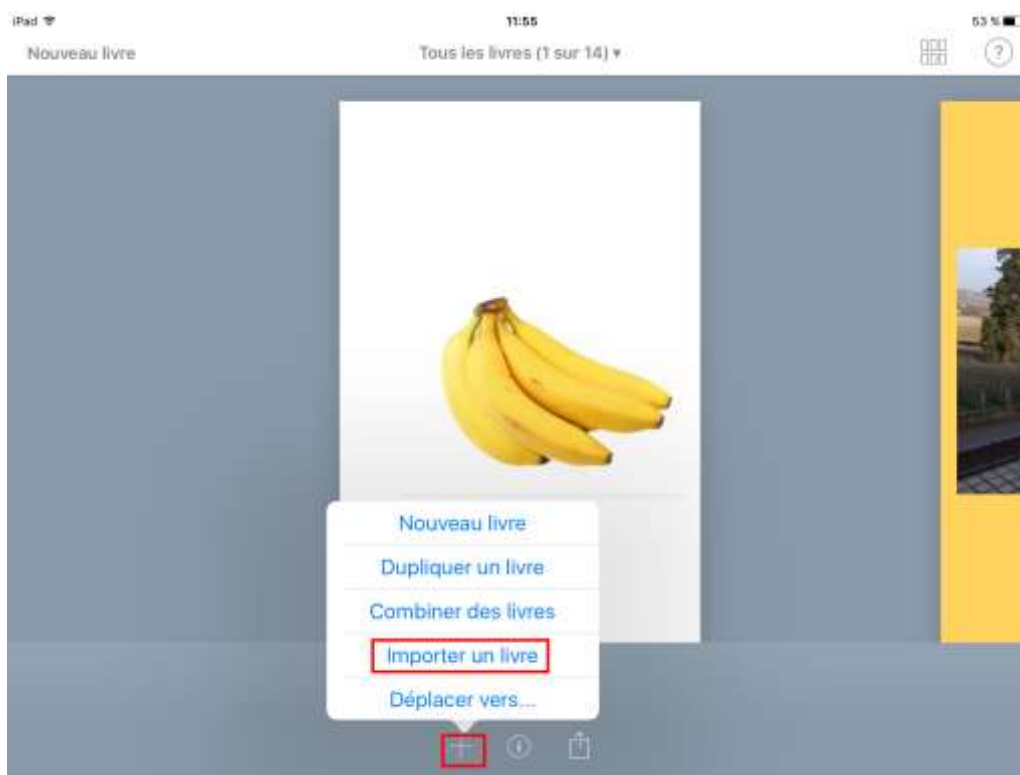 iPad
11:55
53 %
Nouveau livre
Tous les livres (1 sur 14) ▾
?
Nouveau livre
Dupliquer un livre
Combiner des livres
Importer un livre
Déplacer vers...